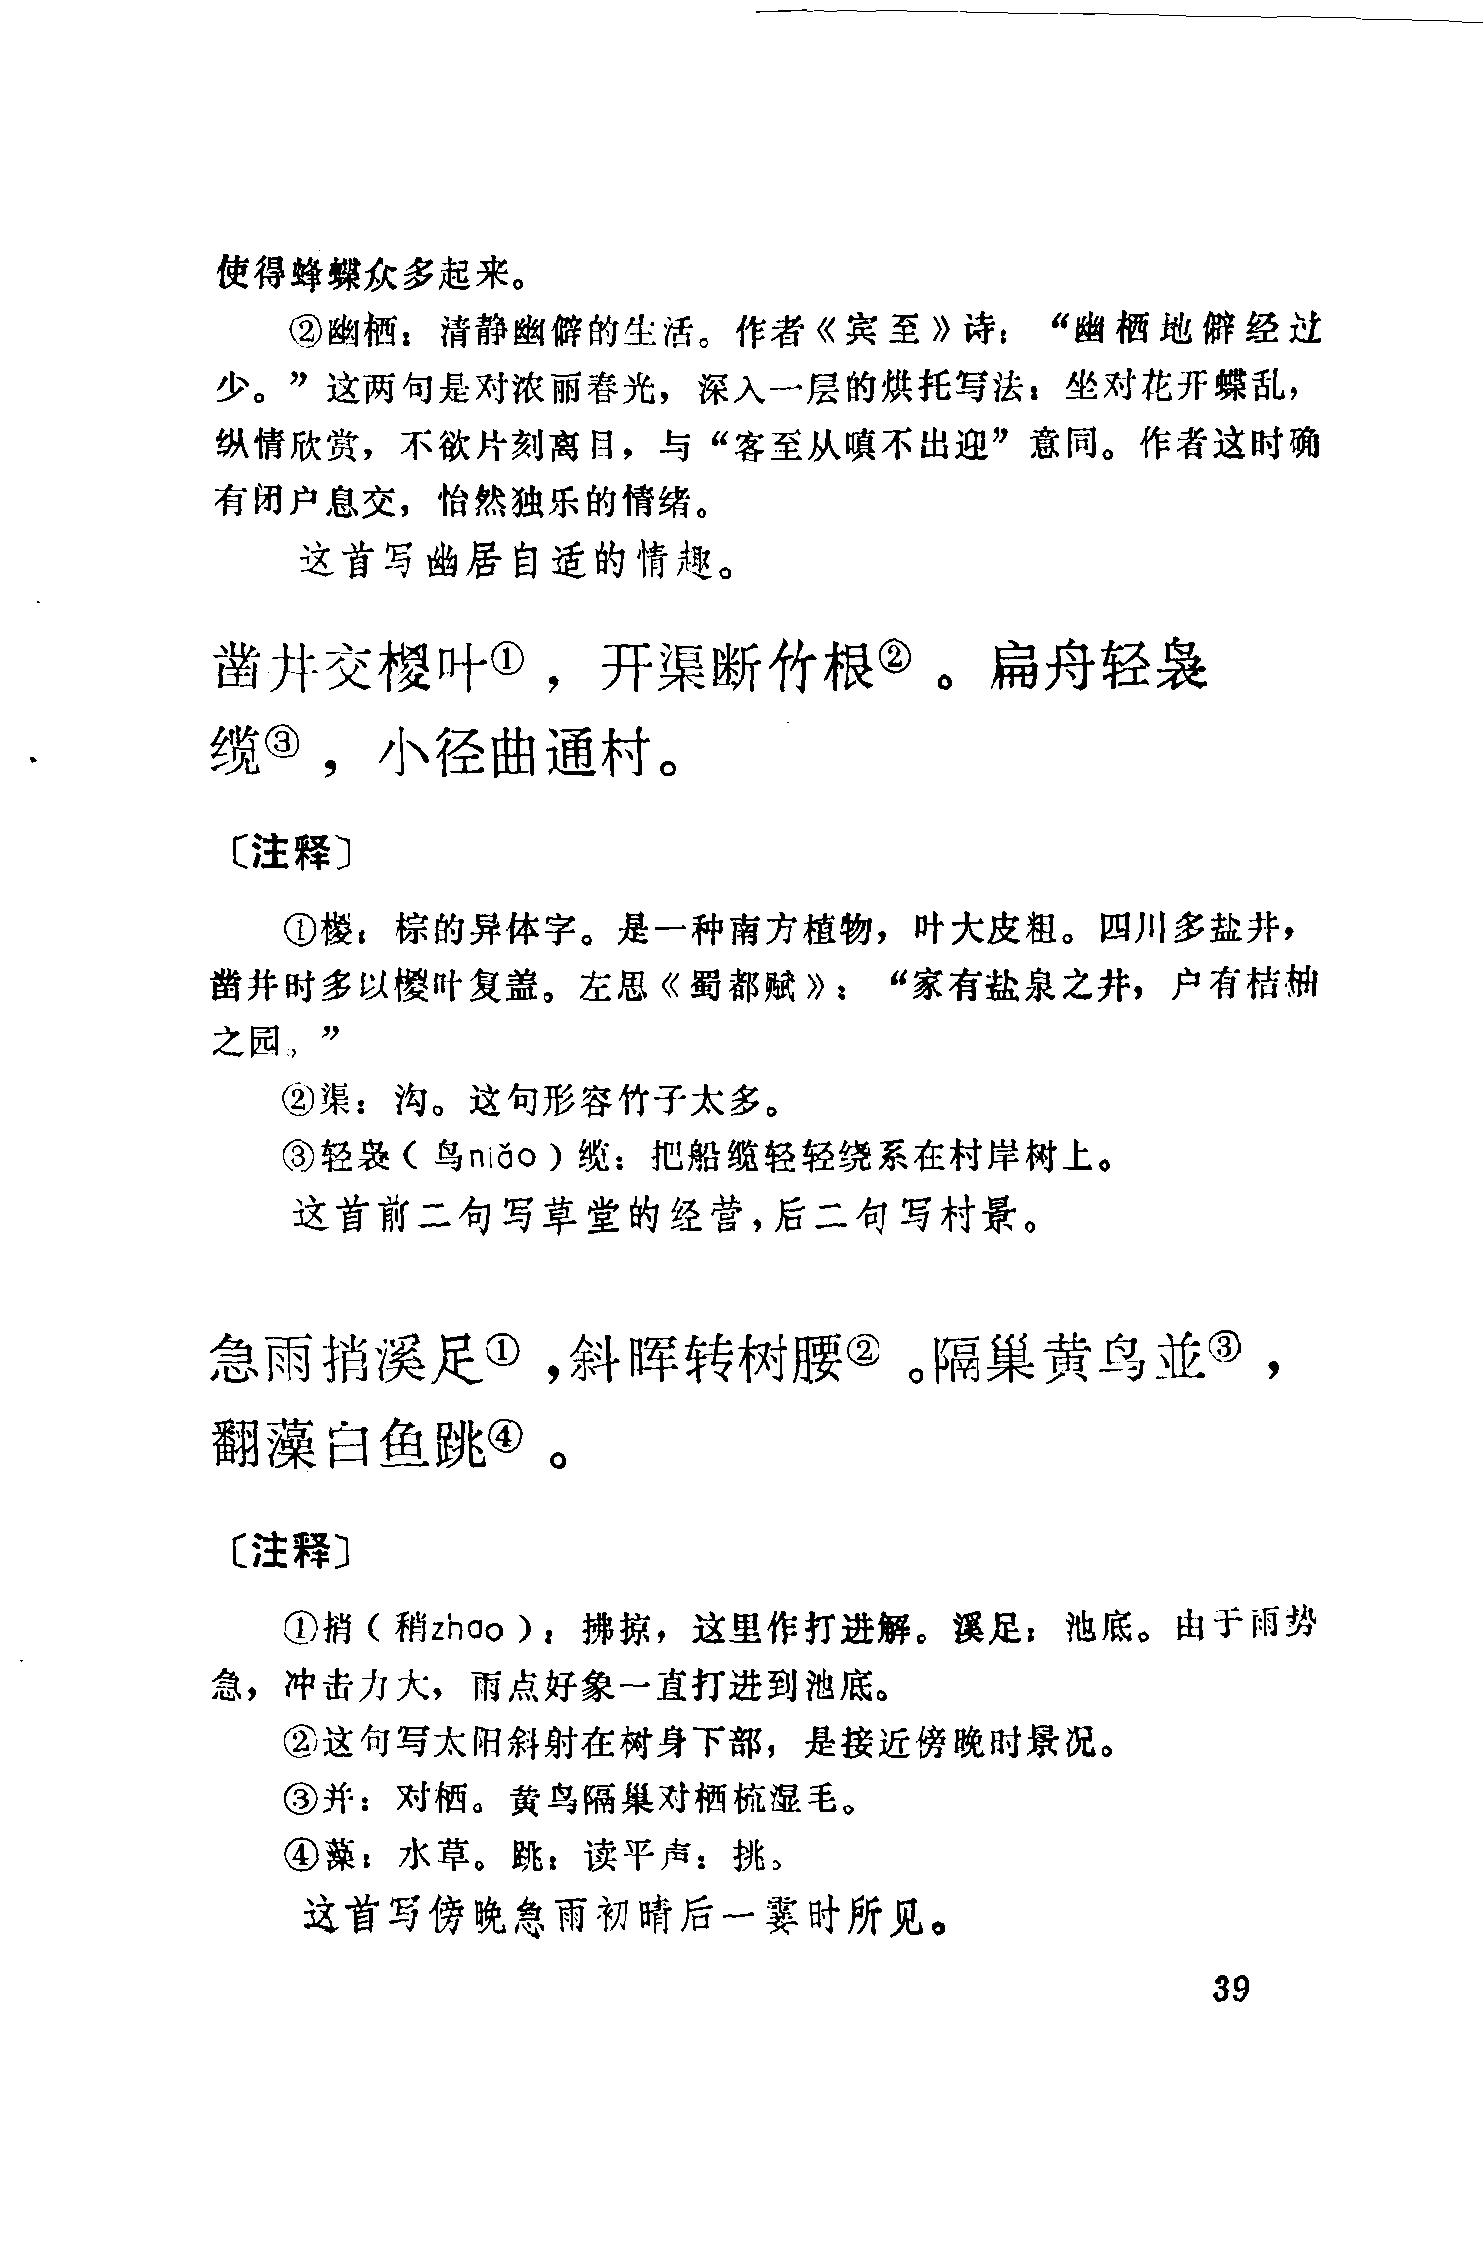 使得蜂蝶众多起来。
②幽栖：清静幽僻的生活。作者《宾至》诗：“幽栖地僻经过
少。”这两句是对浓丽春光，深入一层的烘托写法：坐对花开蝶乱，
纵情欣赏，不欲片刻离目，与“客至从嗔不出迎”意同。作者这时确
有闭户息交，怡然独乐的情绪。
这首写幽居自适的情趣。
凿井交椶叶①，开渠断竹根②。扁舟轻袅
缆③，小径曲通村。
〔注释〕
①椶：棕的异体字。是一种南方植物，叶大皮粗。四川多盐井，
凿井时多以椶叶复盖。左思《蜀都赋》：“家有盐泉之井，户有桔柚
之园。”
②渠：沟。这句形容竹子太多。
③轻袅（鸟niǎo）缆：把船缆轻轻绕系在村岸树上。
这首前二句写草堂的经营，后二句写村景。
急雨捎溪足①，斜晖转树腰②。隔巢黄鸟並③，
翻藻白鱼跳④。
〔注释〕
①捎（稍zhao）：拂掠，这里作打进解。溪足：池底。由于雨势
急，冲击力大，雨点好象一直打进到池底。
②这句写太阳斜射在树身下部，是接近傍晚时景况。
③并：对栖。黄鸟隔巢对栖梳湿毛。
④藻：水草。跳：读平声：挑。
这首写傍晚急雨初晴后一霎时所见。
39